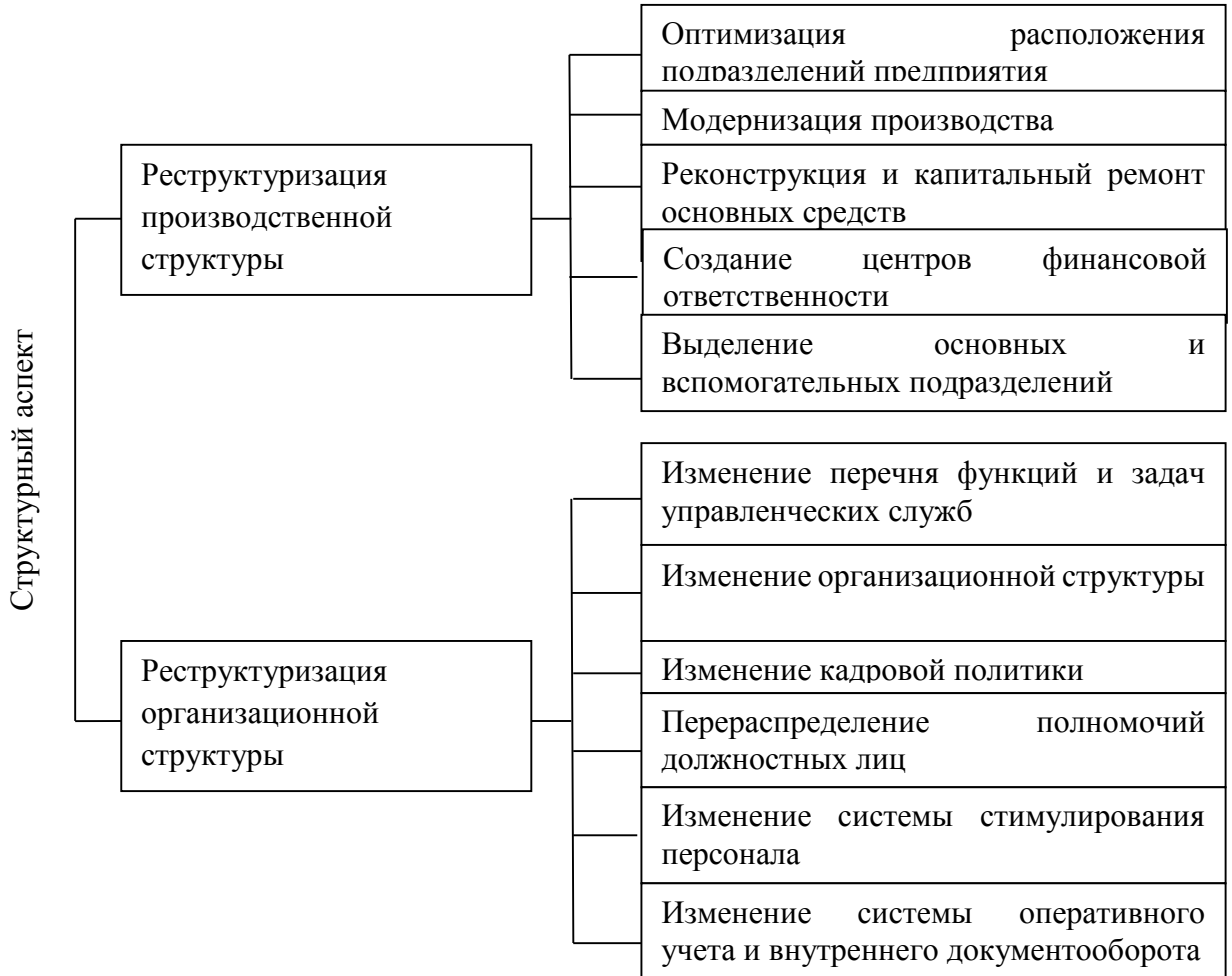 Структурный аспект
Реструктуризация
производственной
структуры
Оптимизация расположения
подразделений предприятия
Модернизация производства
Реконструкция и капитальный ремонт
основных средств
Создание центров финансовой
ответственности
Выделение основных и
вспомогательных подразделений
Реструктуризация
организационной
структуры
Изменение перечня функций и задач
управленческих служб
Изменение организационной структуры
Изменение кадровой политики
Перераспределение полномочий
должностных лиц
Изменение системы стимулирования
персонала
Изменение системы оперативного
учета и внутреннего документооборота